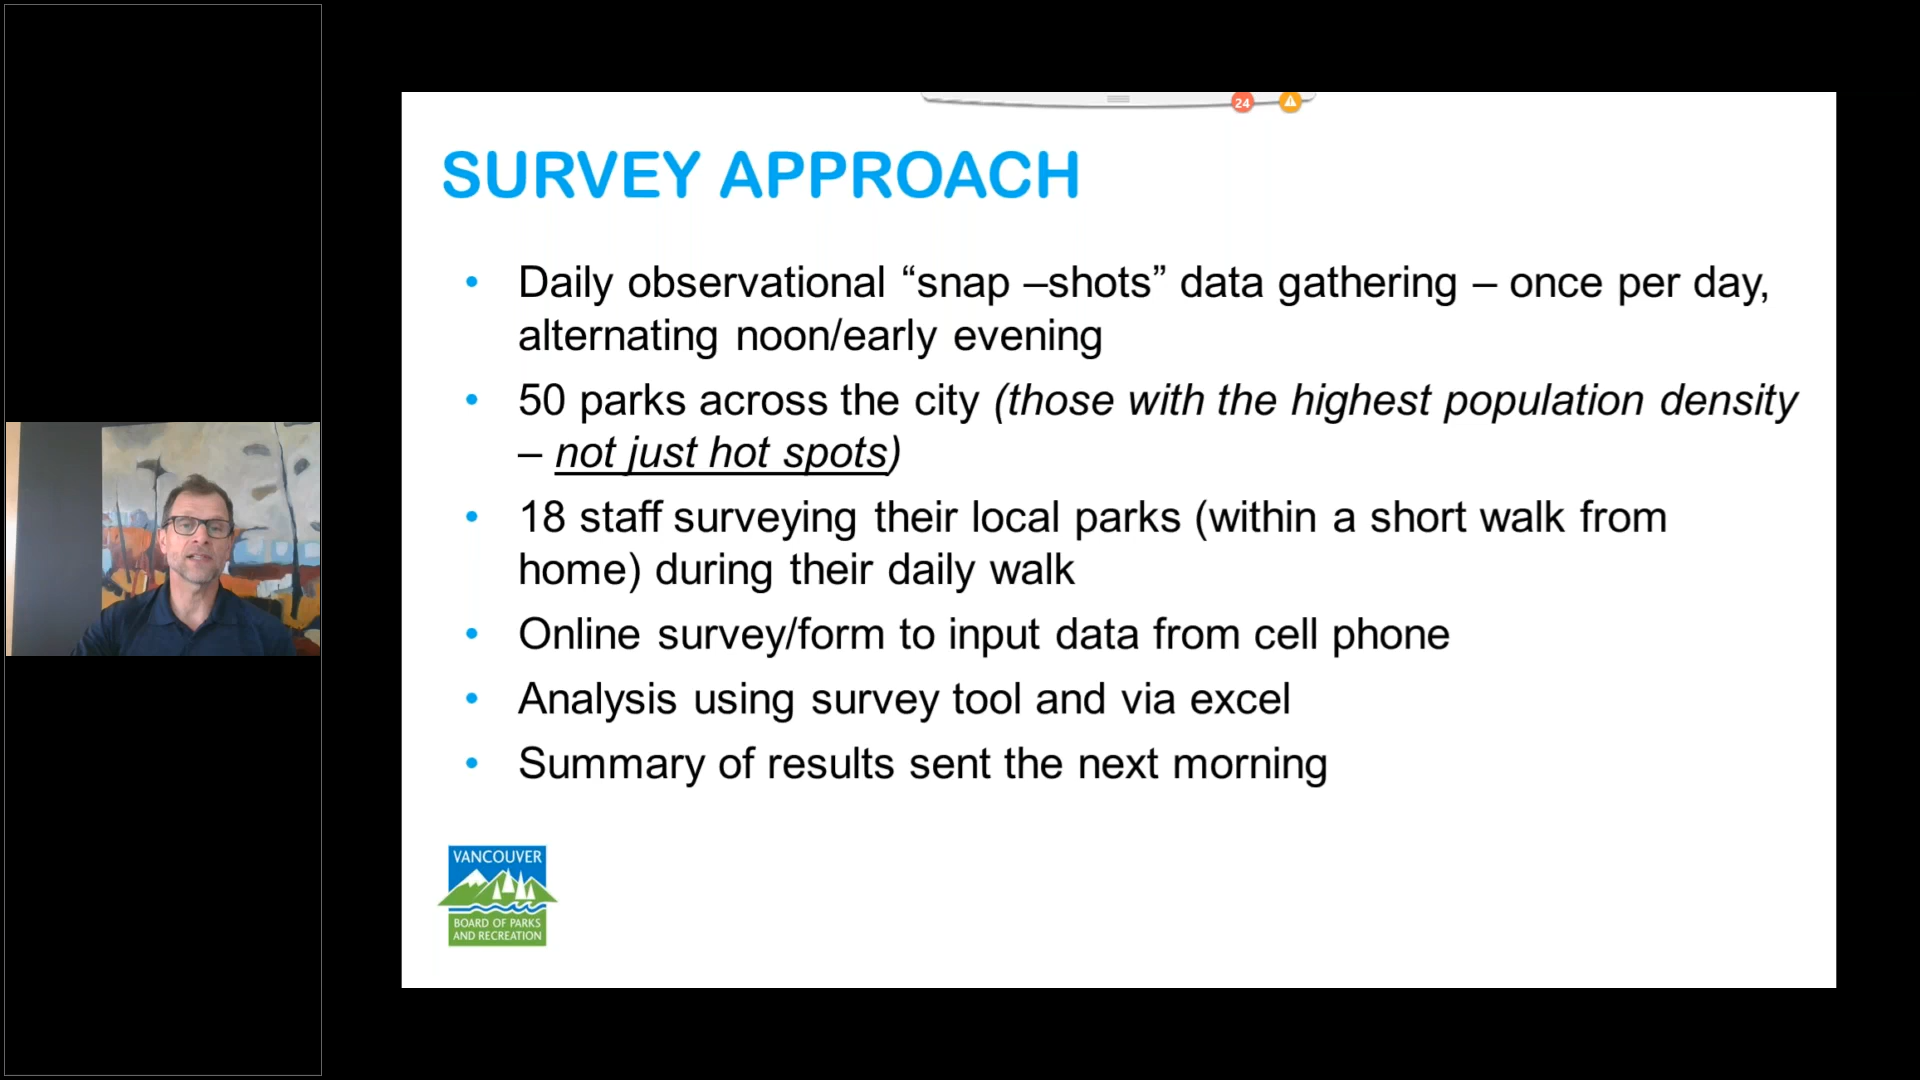 24
SURVEY APPROACH
• Daily observational “snap –shots” data gathering – once per day,
alternating noon/early evening
• 50 parks across the city (those with the highest population density
– not just hot spots)
• 18 staff surveying their local parks (within a short walk from
home) during their daily walk
• Online survey/form to input data from cell phone
• Analysis using survey tool and via excel
• Summary of results sent the next morning
VANCOUVER
BOARD OF PARKS
AND RECREATION